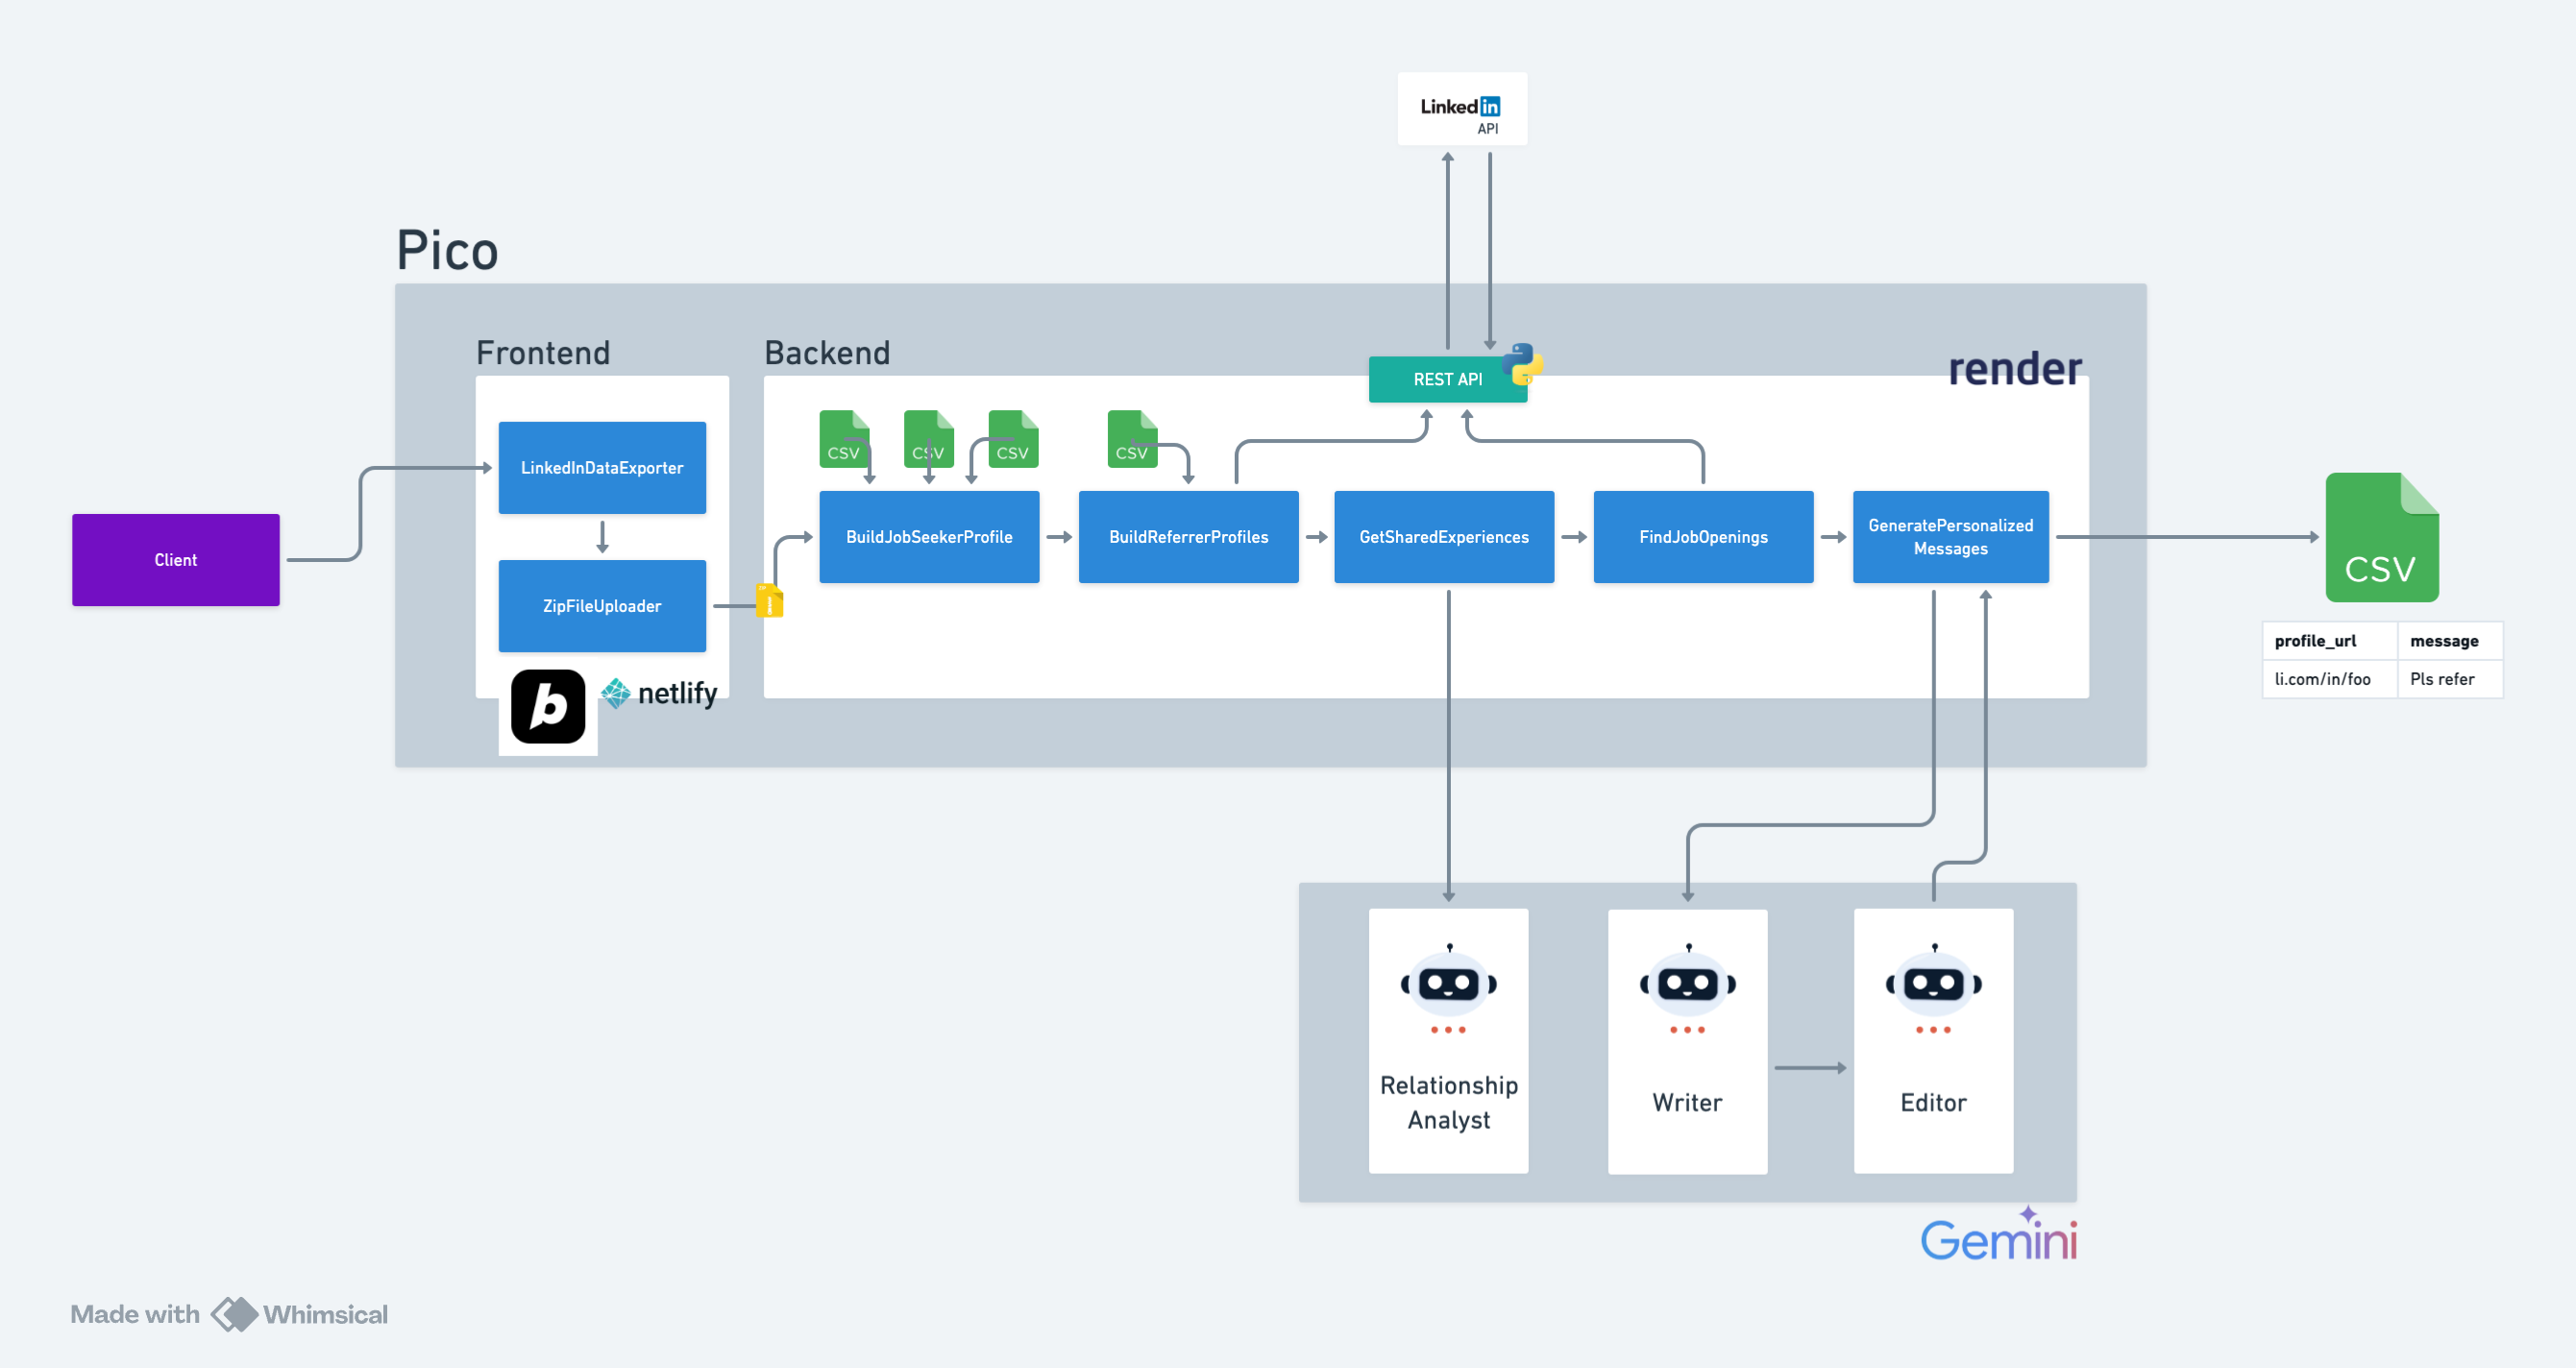 Linked in
API
Pico
Frontend
Backend
REST API
render
LinkedInDataExporter
CSV
CSV
CSV
CSV
Client
BuildJobSeekerProfile
BuildReferrerProfiles
GetSharedExperiences
FindJobOpenings
GeneratePersonalized
Messages
CSV
ZipFileUploader
ZIP
profile_url
message
li.com/in/foo
Pls refer
b
netlify
Relationship
Analyst
Writer
Editor
Gemini
Made with Whimsical